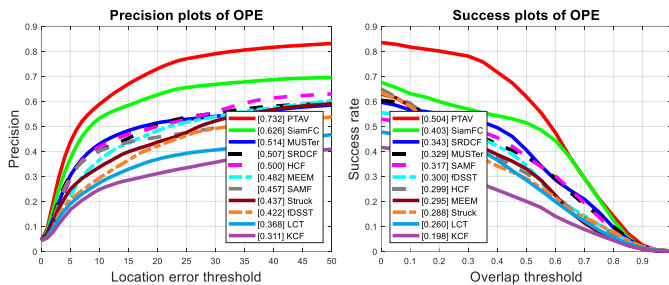 Precision plots of OPE
0.9
0.8
0.7
0.6
0.5
0.4
0.3
0.2
0.1
0
Precision
[0.732] PTAV
[0.626] SiamFC
[0.514] MUSTer
[0.507] SRDCF
[0.500] HCF
[0.482] MEEM
[0.457] SAMF
[0.437] Struck
[0.422] fDSST
[0.368] LCT
[0.311] KCF
0 5 10 15 20 25 30 35 40 45 50
Location error threshold
Success plots of OPE
0.9
0.8
0.7
0.6
0.5
0.4
0.3
0.2
0.1
0
Success rate
[0.504] PTAV
[0.403] SiamFC
[0.343] SRDCF
[0.329] MUSTer
[0.317] SAMF
[0.300] fDSST
[0.299] HCF
[0.295] MEEM
[0.288] Struck
[0.260] LCT
[0.198] KCF
0 0.1 0.2 0.3 0.4 0.5 0.6 0.7 0.8 0.9
Overlap threshold